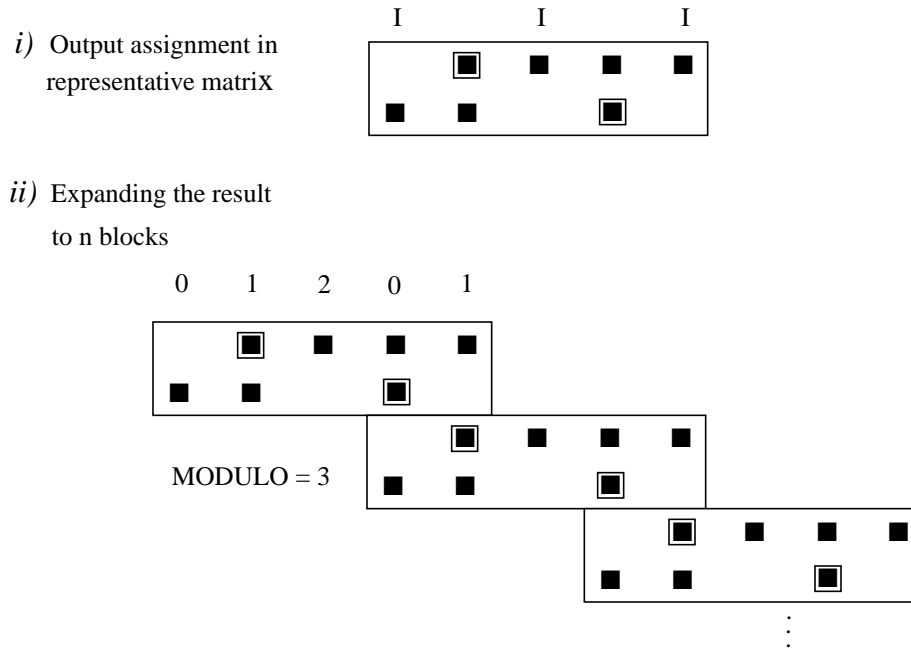 I I I
i) Output assignment in
representative matrix
ii) Expanding the result
to n blocks
0 1 2 0 1
MODULO = 3